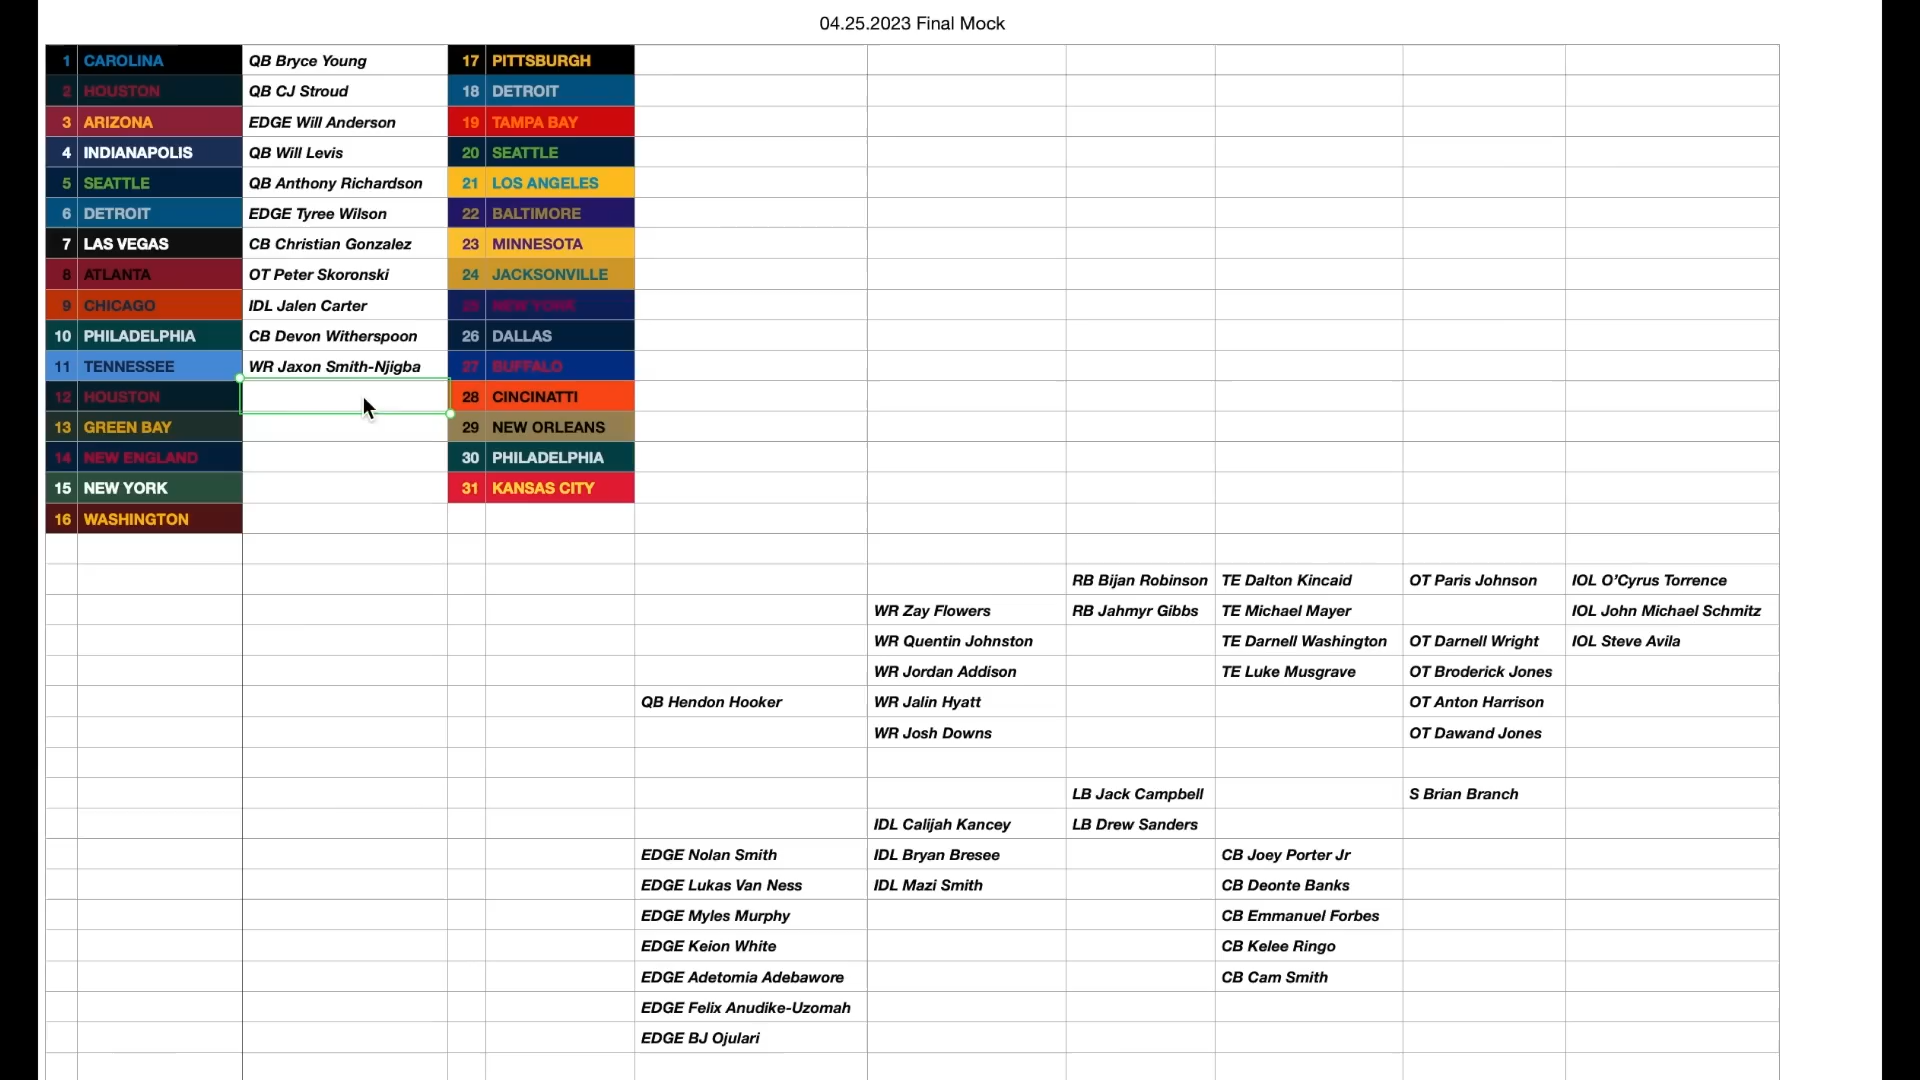 04.25.2023 Final Mock
1 CAROLINA QB Bryce Young 17 PITTSBURGH
2 HOUSTON QB CJ Stroud 18 DETROIT
3 ARIZONA EDGE Will Anderson 19 TAMPA BAY
4 INDIANAPOLIS QB Will Levis 20 SEATTLE
5 SEATTLE QB Anthony Richardson 21 LOS ANGELES
6 DETROIT EDGE Tyree Wilson 22 BALTIMORE
7 LAS VEGAS CB Christian Gonzalez 23 MINNESOTA
8 ATLANTA OT Peter Skoronski 24 JACKSONVILLE
9 CHICAGO IDL Jalen Carter 25 NEW YORK
10 PHILADELPHIA CB Devon Witherspoon 26 DALLAS
11 TENNESSEE WR Jaxon Smith-Njigba 27 BUFFALO
12 HOUSTON 28 CINCINATTI
13 GREEN BAY 29 NEW ORLEANS
14 NEW ENGLAND 30 PHILADELPHIA
15 NEW YORK 31 KANSAS CITY
16 WASHINGTON
RB Bijan Robinson TE Dalton Kincaid OT Paris Johnson IOL O'Cyrus Torrence
WR Zay Flowers RB Jahmyr Gibbs TE Michael Mayer IOL John Michael Schmitz
WR Quentin Johnston TE Darnell Washington OT Darnell Wright IOL Steve Avila
WR Jordan Addison TE Luke Musgrave OT Broderick Jones
QB Hendon Hooker WR Jalin Hyatt OT Anton Harrison
WR Josh Downs OT Dawand Jones
LB Jack Campbell S Brian Branch
IDL Calijah Kancey LB Drew Sanders
EDGE Nolan Smith IDL Bryan Bresee CB Joey Porter Jr
EDGE Lukas Van Ness IDL Mazi Smith CB Deonte Banks
EDGE Myles Murphy CB Emmanuel Forbes
EDGE Keion White CB Kelee Ringo
EDGE Adetomia Adebawore CB Cam Smith
EDGE Felix Anudike-Uzomah
EDGE BJ Ojulari